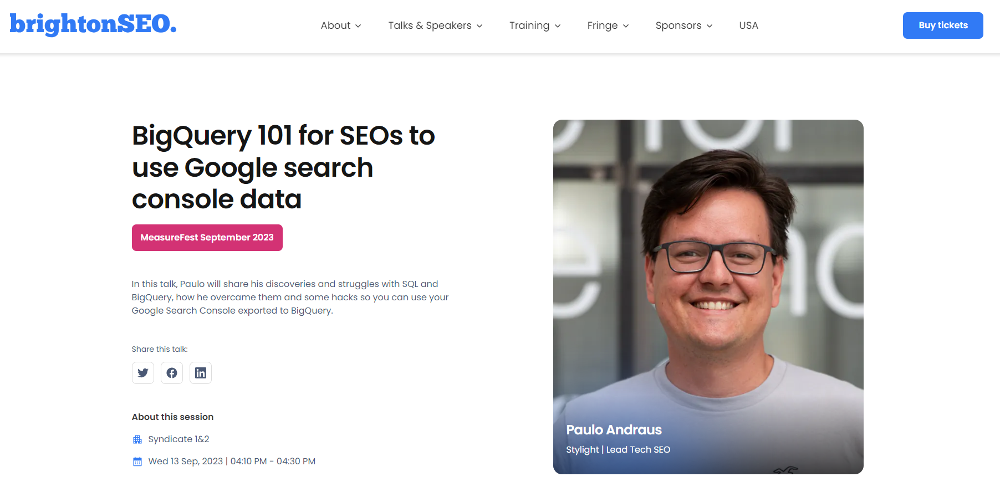 brightonSEO.
About
Talks & Speakers
Training
Fringe
Sponsors
USA
Buy tickets
BigQuery 101 for SEOs to
use Google search
console data
MeasureFest September 2023
In this talk, Paulo will share his discoveries and struggles with SQL and
BigQuery, how he overcame them and some hacks so you can use your
Google Search Console exported to BigQuery.
Share this talk:
About this session
Syndicate 1&2
Wed 13 Sep, 2023 | 04:10 PM - 04:30 PM
Paulo Andraus
Stylight | Lead Tech SEO